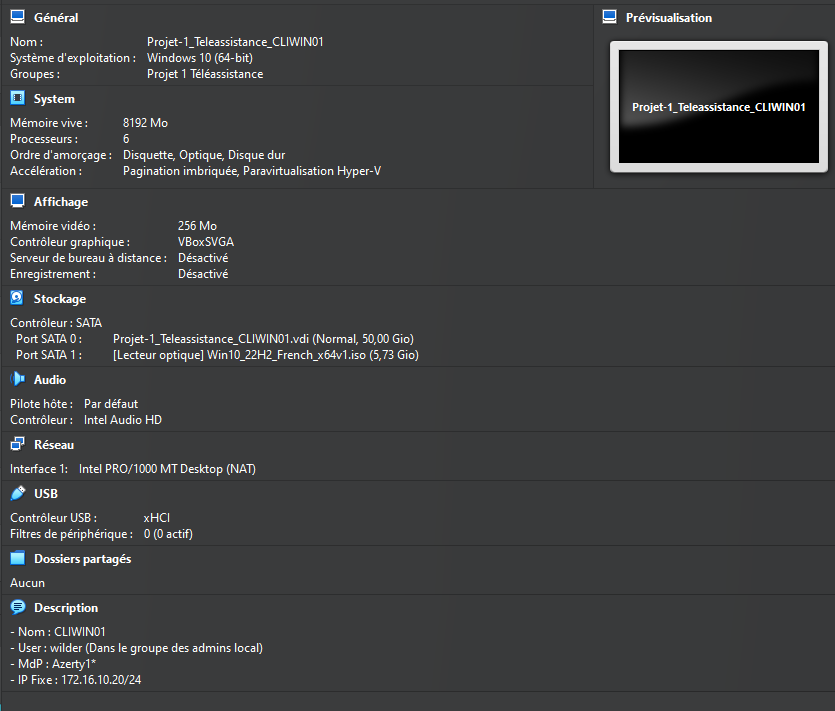 Général
Nom : Projet-1_Teleassistance_CLIWIN01
Système d'exploitation : Windows 10 (64-bit)
Groupes : Projet 1 Téléassistance
Prévisualisation
Projet-1_Teleassistance_CLIWIN01
System
Mémoire vive : 8192 Mo
Processeurs : 6
Ordre d'amorçage : Disquette, Optique, Disque dur
Accélération : Pagination imbriquée, Paravirtualisation Hyper-V
Affichage
Mémoire vidéo : 256 Mo
Contrôleur graphique : VBoxSVGA
Serveur de bureau à distance : Désactivé
Enregistrement : Désactivé
Stockage
Contrôleur : SATA
Port SATA 0 : Projet-1_Teleassistance_CLIWIN01.vdi (Normal, 50,00 Gio)
Port SATA 1 : [Lecteur optique] Win10_22H2_French_x64v1.iso (5,73 Gio)
Audio
Pilote hôte : Par défaut
Contrôleur : Intel Audio HD
Réseau
Interface 1: Intel PRO/1000 MT Desktop (NAT)
USB
Contrôleur USB : xHCI
Filtres de périphérique : 0 (0 actif)
Dossiers partagés
Aucun
Description
- Nom : CLIWIN01
- User : wilder (Dans le groupe des admins local)
- MdP : Azerty1*
- IP Fixe : 172.16.10.20/24